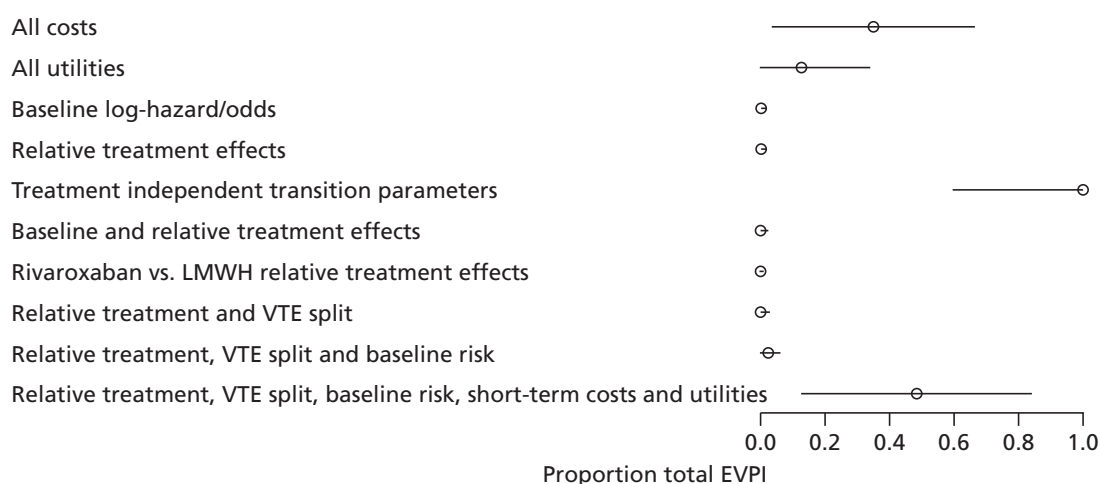 All costs
All utilities
Baseline log-hazard/odds
Relative treatment effects
Treatment independent transition parameters
Baseline and relative treatment effects
Rivaroxaban vs. LMWH relative treatment effects
Relative treatment and VTE split
Relative treatment, VTE split and baseline risk
Relative treatment, VTE split, baseline risk, short-term costs and utilities
0.0 0.2 0.4 0.6 0.8 1.0
Proportion total EVPI